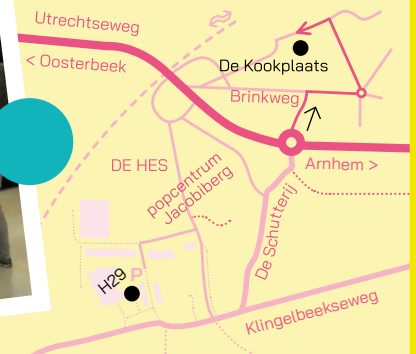 Utrechtseweg
< Oosterbeek
De Kookplaats
Brinkweg
DE HES
popcentrum
Jacobiberg
Arnhem >
De Schutterij
H29
P
Klingelbeekseweg